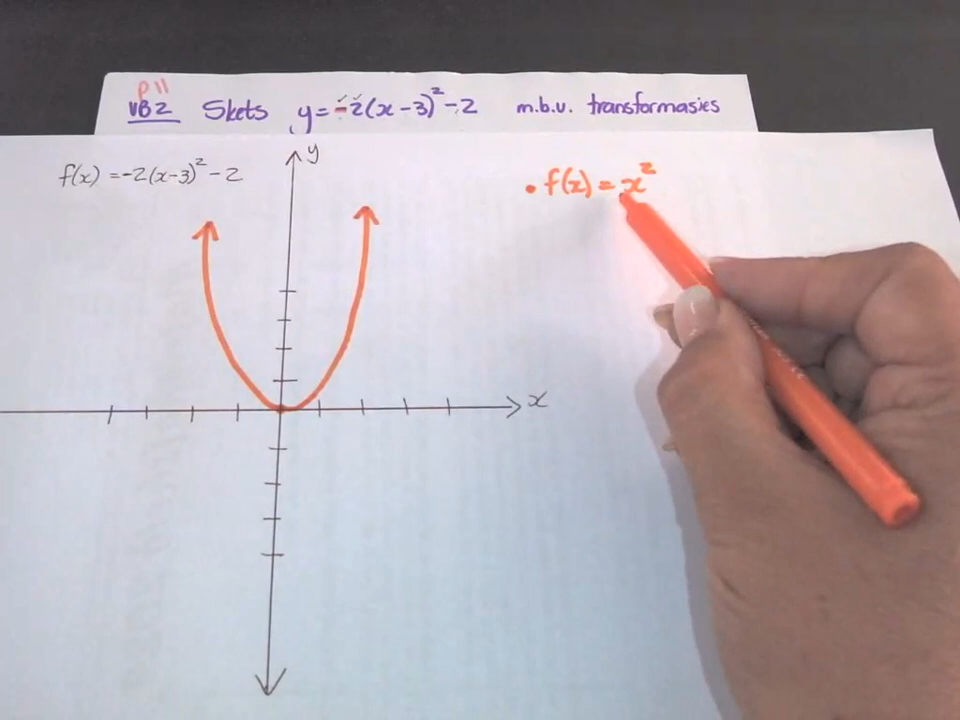 p 11
VB2 Skets y=-2(x-3)²-2 m.b.v. transformasies
f(x) =-2(x-3)²-2
y
• f(x) = x²
x